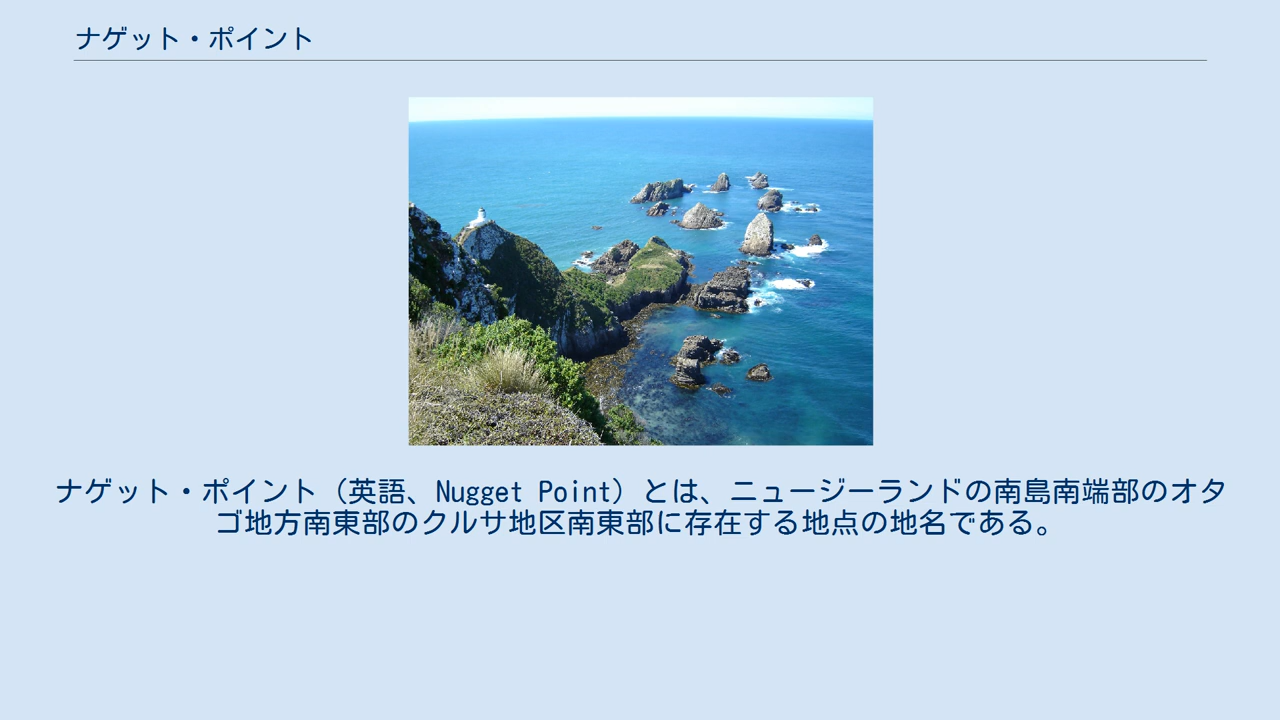 ナゲット・ポイント
ナゲット・ポイント（英語、Nugget Point）とは、ニュージーランドの南島南端部のオタ
ゴ地方南東部のクルサ地区南東部に存在する地点の地名である。